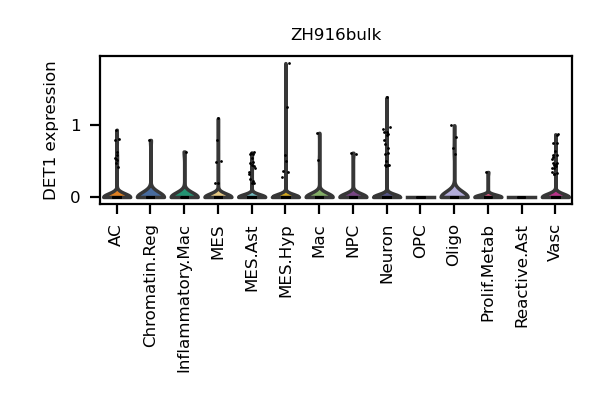 ZH916bulk
DET1 expression
1
0
AC
Chromatin.Reg
Inflammatory.Mac
MES
MES.Ast
MES.Hyp
Mac
NPC
Neuron
OPC
Oligo
Prolif.Metab
Reactive.Ast
Vasc